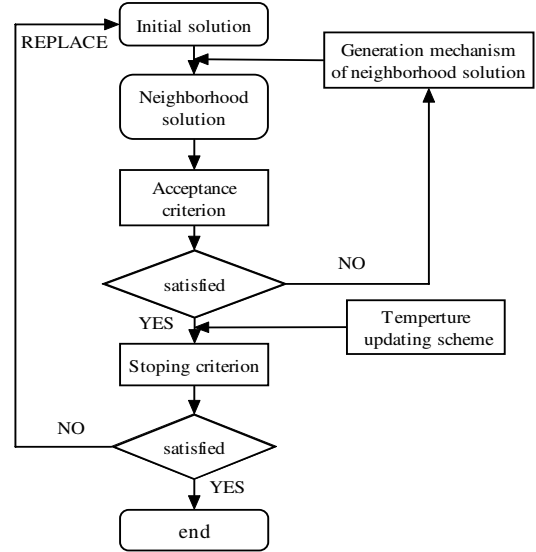 Initial solution
REPLACE
Generation mechanism
of neighborhood solution
Neighborhood
solution
Acceptance
criterion
satisfied
NO
YES
Temperture
updating scheme
Stoping criterion
NO
satisfied
YES
end